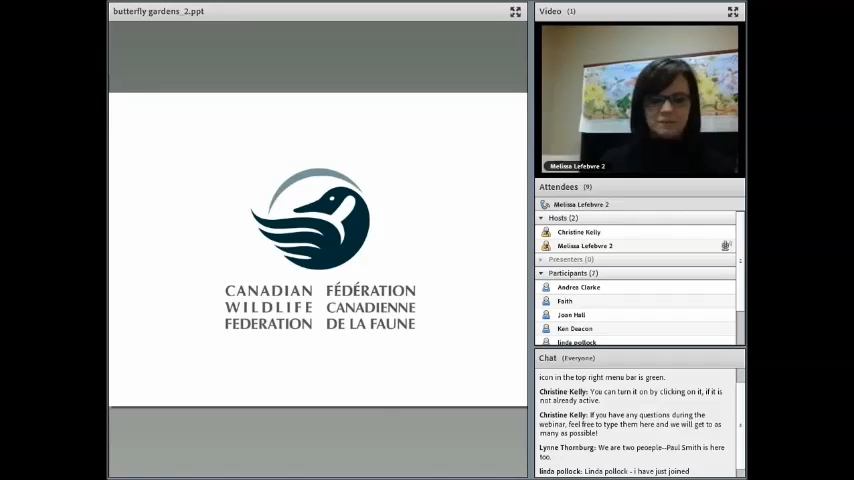 butterfly gardens_2.ppt
CANADIAN FÉDÉRATION
WILDLIFE CANADIENNE
FEDERATION DE LA FAUNE
Video (1)
Melissa Lefebvre 2
Attendees (9)
Melissa Lefebvre 2
Hosts (2)
Christine Kelly
Melissa Lefebvre 2
Presenters (0)
Participants (7)
Andrea Clarke
Faith
Joan Hall
Ken Deacon
linda pollock
Chat (Everyone)
icon in the top right menu bar is green.
Christine Kelly: You can turn it on by clicking on it, if it is
not already active.
Christine Kelly: If you have any questions during the
webinar, feel free to type them here and we will get to as
many as possible!
Lynne Thornburg: We are two peoeple--Paul Smith is here
too.
linda pollock: Linda pollock - i have just joined